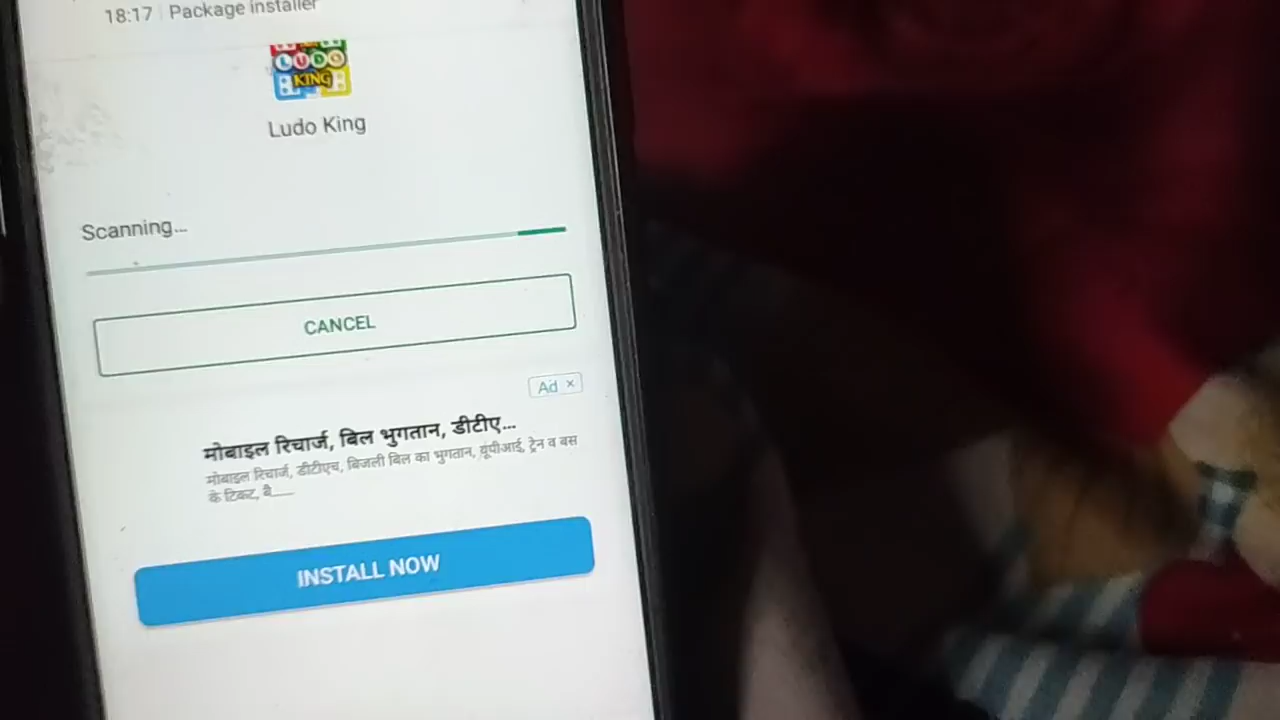 18:17 | Package installer
LUDO
KING
Ludo King
Scanning...
CANCEL
Ad ×
मोबाइल रिचार्ज, बिल भुगतान, डीटीए...
मोबाइल रिचार्ज, डीटीएच, बिजली बिल का भुगतान, यूपीआई, ट्रेन व बस
के टिकट, बै......
INSTALL NOW